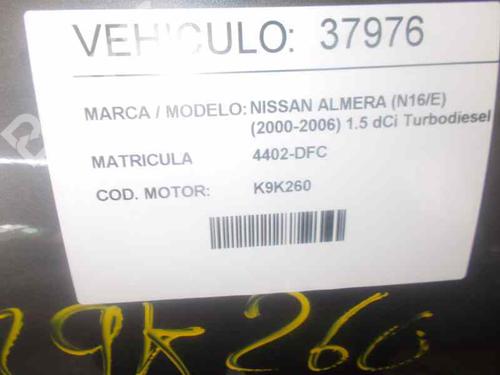 VEHICULO: 37976
MARCA / MODELO: NISSAN ALMERA (N16/E)
(2000-2006) 1.5 dCi Turbodiesel
MATRICULA 4402-DFC
COD. MOTOR: K9K260
K9K260